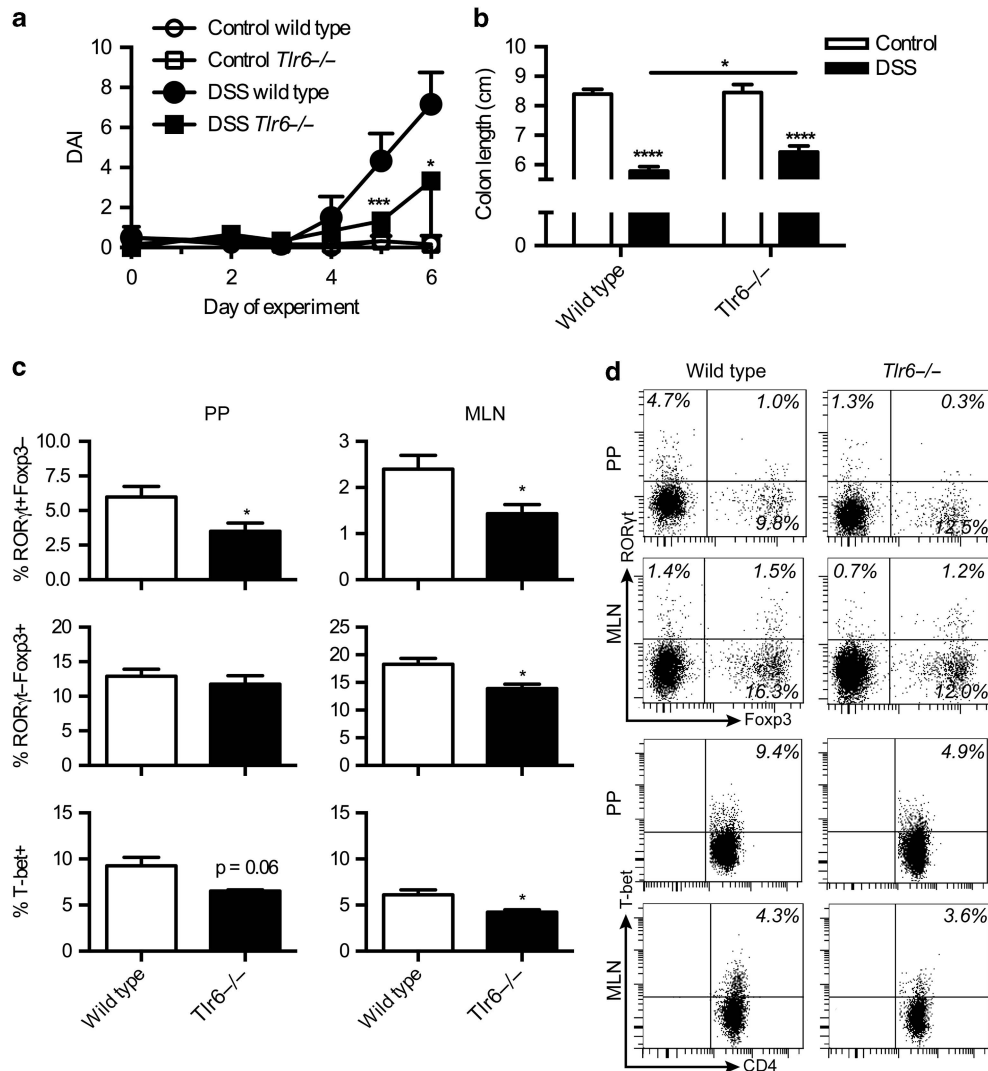 a
Control wild type
Control Tlr6–/–
DSS wild type
DSS Tlr6–/–
10
8
6
4
2
0
DAI
***
*
0
2
4
6
Day of experiment
b
Control
DSS
10
9
8
7
6
0
Colon length (cm)
*
****
****
Wild type
Tlr6–/–
c
PP
MLN
% RORγt+Foxp3–
10.0
7.5
5.0
2.5
0.0
*
3
2
1
0
*
% RORγt–Foxp3+
20
15
10
5
0
25
20
15
10
5
0
*
% T-bet+
15
10
5
0
p = 0.06
15
10
5
0
*
Wild type
Tlr6–/–
Wild type
Tlr6–/–
d
Wild type
Tlr6–/–
PP
4.7%
1.0%
9.8%
1.3%
0.3%
12.5%
RORγt
MLN
1.4%
1.5%
16.3%
0.7%
1.2%
12.0%
Foxp3
PP
9.4%
4.9%
T-bet
MLN
4.3%
3.6%
CD4